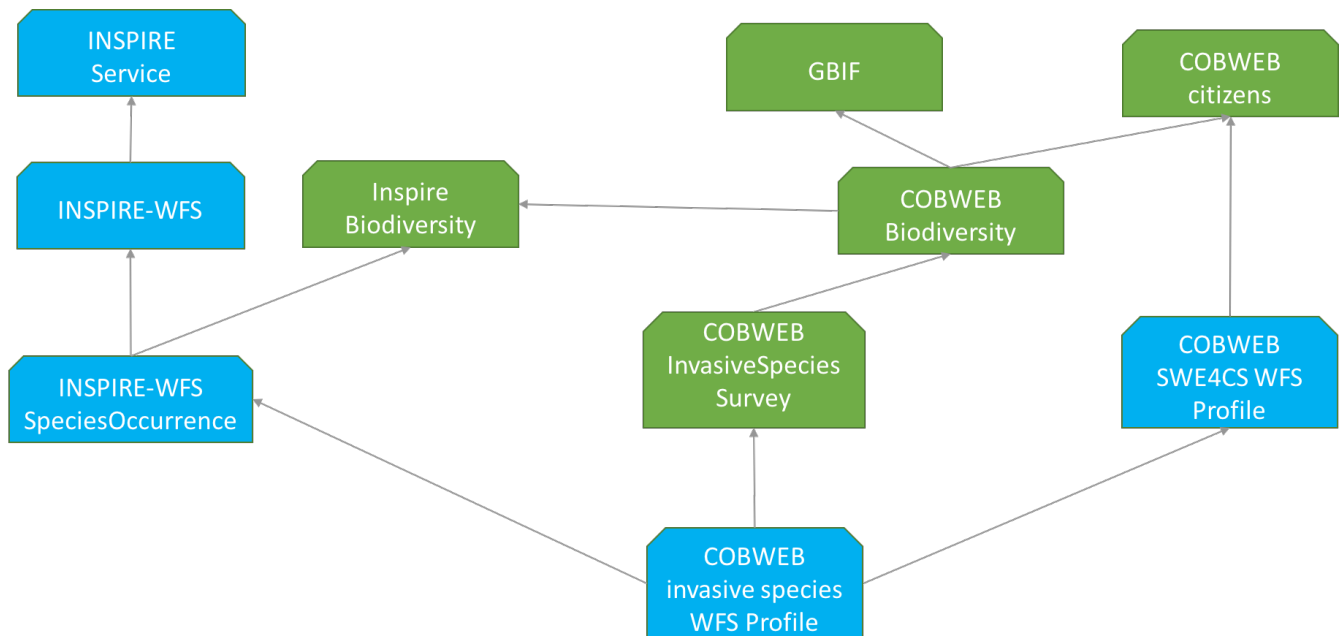 INSPIRE
Service
GBIF
COBWEB
citizens
INSPIRE-WFS
Inspire
Biodiversity
COBWEB
Biodiversity
COBWEB
InvasiveSpecies
Survey
COBWEB
SWE4CS WFS
Profile
INSPIRE-WFS
SpeciesOccurrence
COBWEB
invasive species
WFS Profile